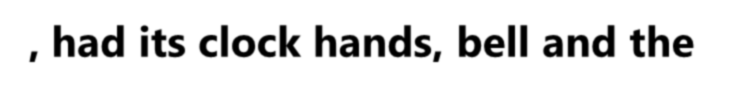 , had its clock hands, bell and the